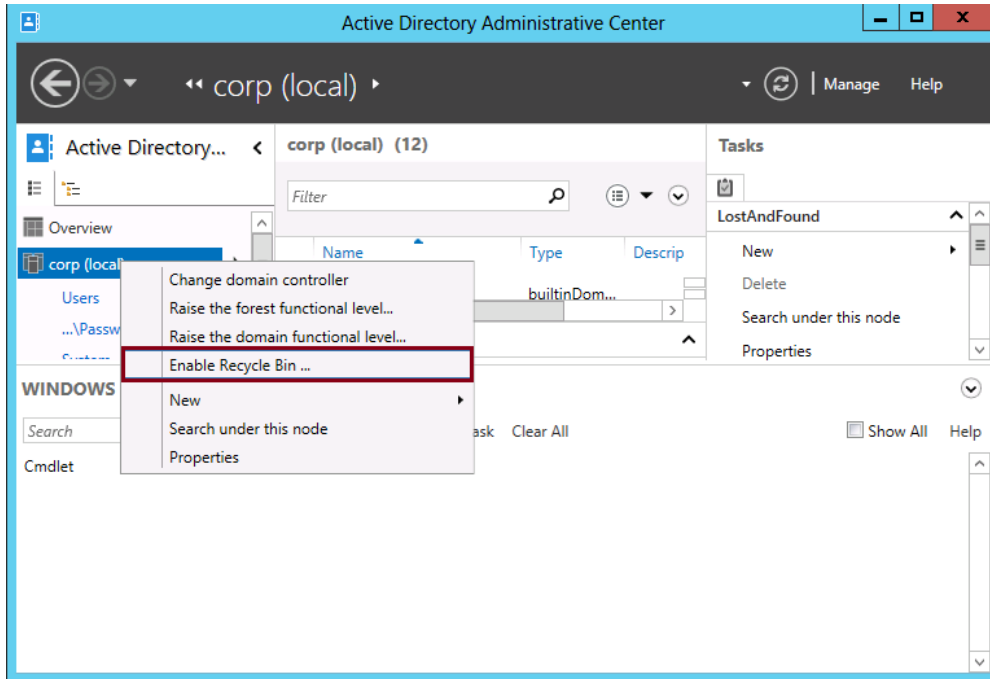 Active Directory Administrative Center
corp (local)
Manage Help
Active Directory...
corp (local) (12)
Tasks
Filter
LostAndFound
Overview
Name Type Descrip
New
corp (local
Delete
Change domain controller
Users
builtinDom...
Raise the forest functional level...
Search under this node
...\Passw
Raise the domain functional level...
Properties
Enable Recycle Bin ...
WINDOWS
New
Search
Search under this node
ask Clear All
Show All Help
Cmdlet
Properties